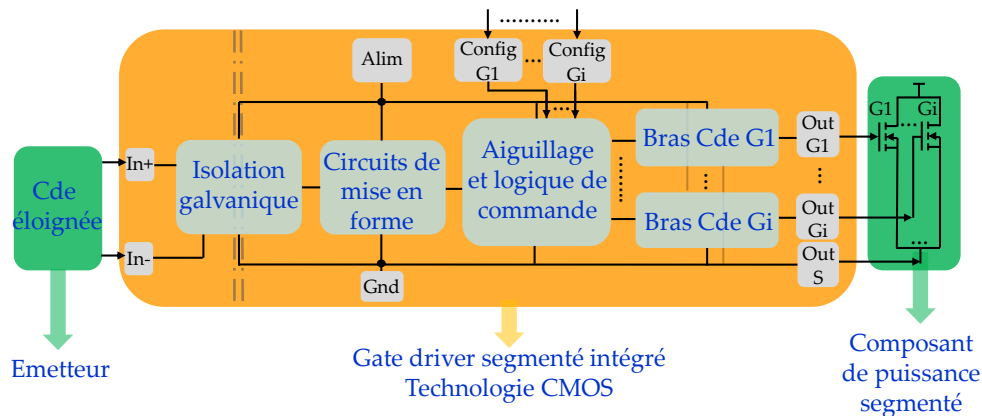 ...........
Alim
Config
G1
...
Config
Gi
...
Cde
éloignée
In+
In-
Isolation
galvanique
Circuits de
mise en
forme
Aiguillage
et logique de
commande
Bras Cde G1
...
Bras Cde Gi
Out
G1
...
Out
Gi
Out
S
G1
...
Gi
...
Gnd
Emetteur
Gate driver segmenté intégré
Technologie CMOS
Composant
de puissance
segmenté